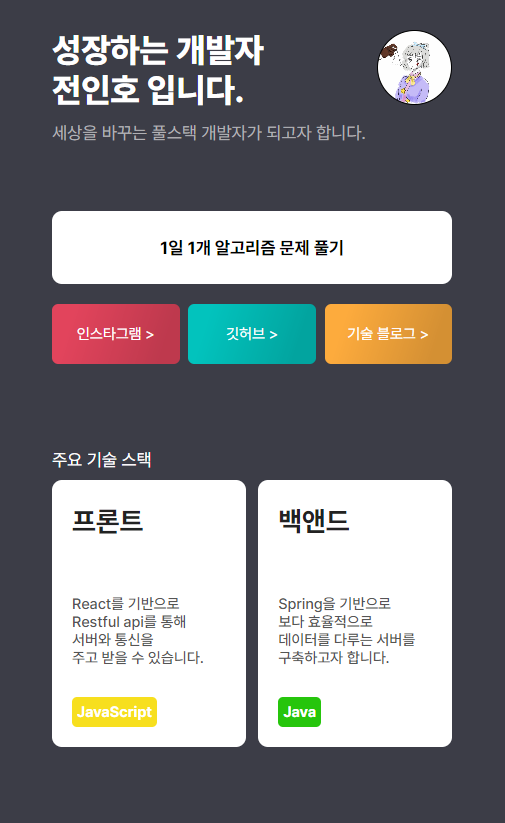 성장하는 개발자
전인호 입니다.
세상을 바꾸는 풀스택 개발자가 되고자 합니다.
1일 1개 알고리즘 문제 풀기
인스타그램 >
깃허브 >
기술 블로그 >
주요 기술 스택
프론트
React를 기반으로
Restful api를 통해
서버와 통신을
주고 받을 수 있습니다.
JavaScript
백앤드
Spring을 기반으로
보다 효율적으로
데이터를 다루는 서버를
구축하고자 합니다.
Java